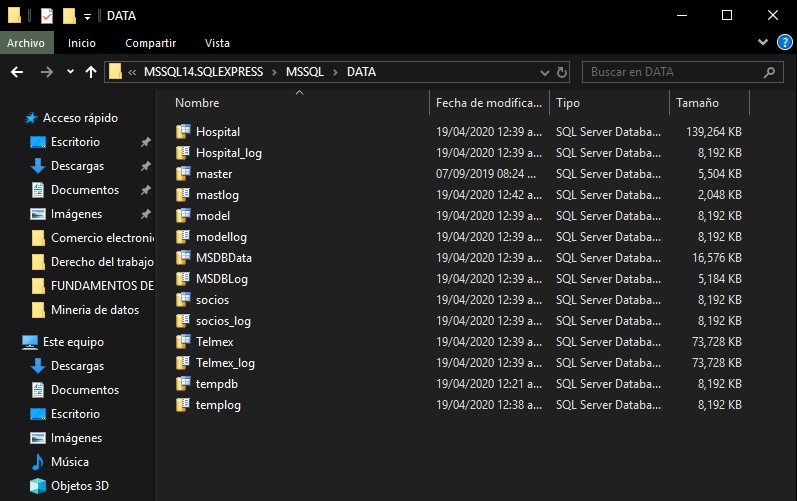 DATA
Archivo Inicio Compartir Vista
« MSSQL14.SQLEXPRESS > MSSQL > DATA Buscar en DATA
Nombre Fecha de modifica... Tipo Tamaño
Acceso rápido
Escritorio
Descargas
Documentos
Imágenes
Comercio electroni
Derecho del trabajo
FUNDAMENTOS DE
Mineria de datos
Este equipo
Descargas
Documentos
Escritorio
Imágenes
Música
Objetos 3D
Hospital 19/04/2020 12:39 a... SQL Server Databa... 139,264 KB
Hospital_log 19/04/2020 12:39 a... SQL Server Databa... 8,192 KB
master 07/09/2019 08:24 ... SQL Server Databa... 5,504 KB
mastlog 19/04/2020 12:42 a... SQL Server Databa... 2,048 KB
model 19/04/2020 12:39 a... SQL Server Databa... 8,192 KB
modellog 19/04/2020 12:39 a... SQL Server Databa... 8,192 KB
MSDBData 19/04/2020 12:39 a... SQL Server Databa... 16,576 KB
MSDBLog 19/04/2020 12:39 a... SQL Server Databa... 5,184 KB
socios 19/04/2020 12:39 a... SQL Server Databa... 8,192 KB
socios_log 19/04/2020 12:39 a... SQL Server Databa... 8,192 KB
Telmex 19/04/2020 12:39 a... SQL Server Databa... 73,728 KB
Telmex_log 19/04/2020 12:39 a... SQL Server Databa... 73,728 KB
tempdb 19/04/2020 12:21 a... SQL Server Databa... 8,192 KB
templog 19/04/2020 12:38 a... SQL Server Databa... 8,192 KB